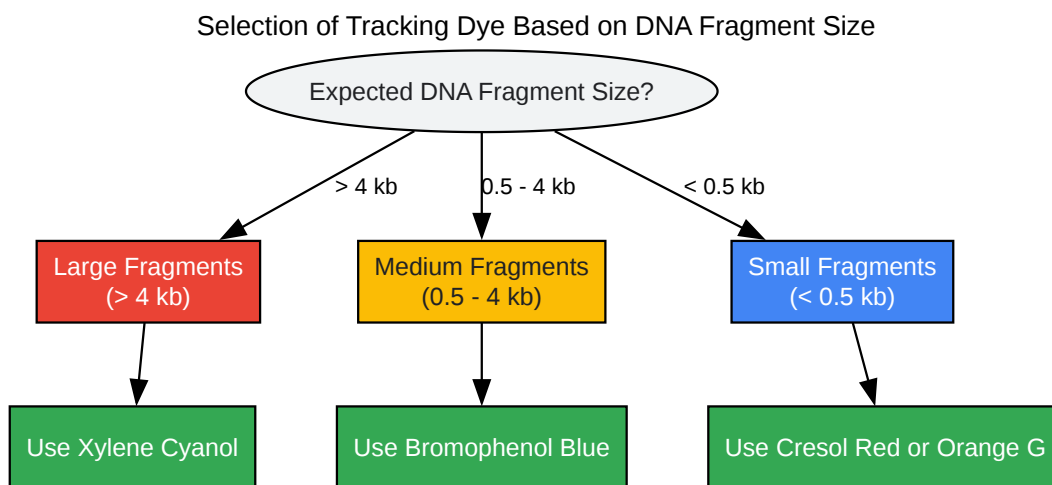 Selection of Tracking Dye Based on DNA Fragment Size
Expected DNA Fragment Size?
> 4 kb
0.5 - 4 kb
< 0.5 kb
Large Fragments
(> 4 kb)
Medium Fragments
(0.5 - 4 kb)
Small Fragments
(< 0.5 kb)
Use Xylene Cyanol
Use Bromophenol Blue
Use Cresol Red or Orange G